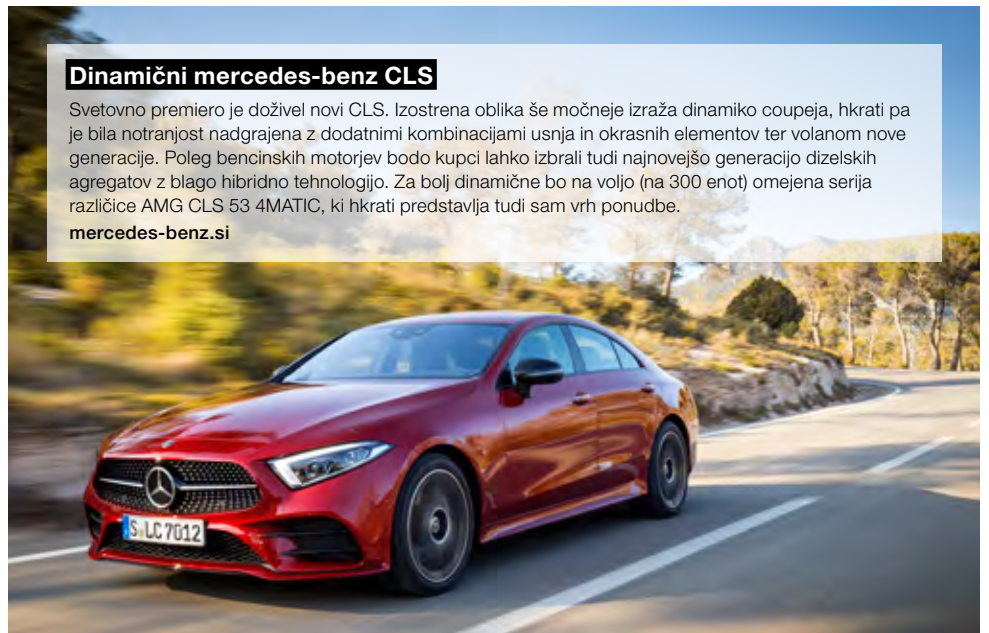 Dinamični mercedes-benz CLS
Svetovno premiero je doživel novi CLS. Izostrena oblika še močneje izraža dinamiko coupeja, hkrati pa
je bila notranjost nadgrajena z dodatnimi kombinacijami usnja in okrasnih elementov ter volanom nove
generacije. Poleg bencinskih motorjev bodo kupci lahko izbrali tudi najnovejšo generacijo dizelskih
agregatov z blago hibridno tehnologijo. Za bolj dinamične bo na voljo (na 300 enot) omejena serija
različice AMG CLS 53 4MATIC, ki hkrati predstavlja tudi sam vrh ponudbe.
mercedes-benz.si
S LC 7012